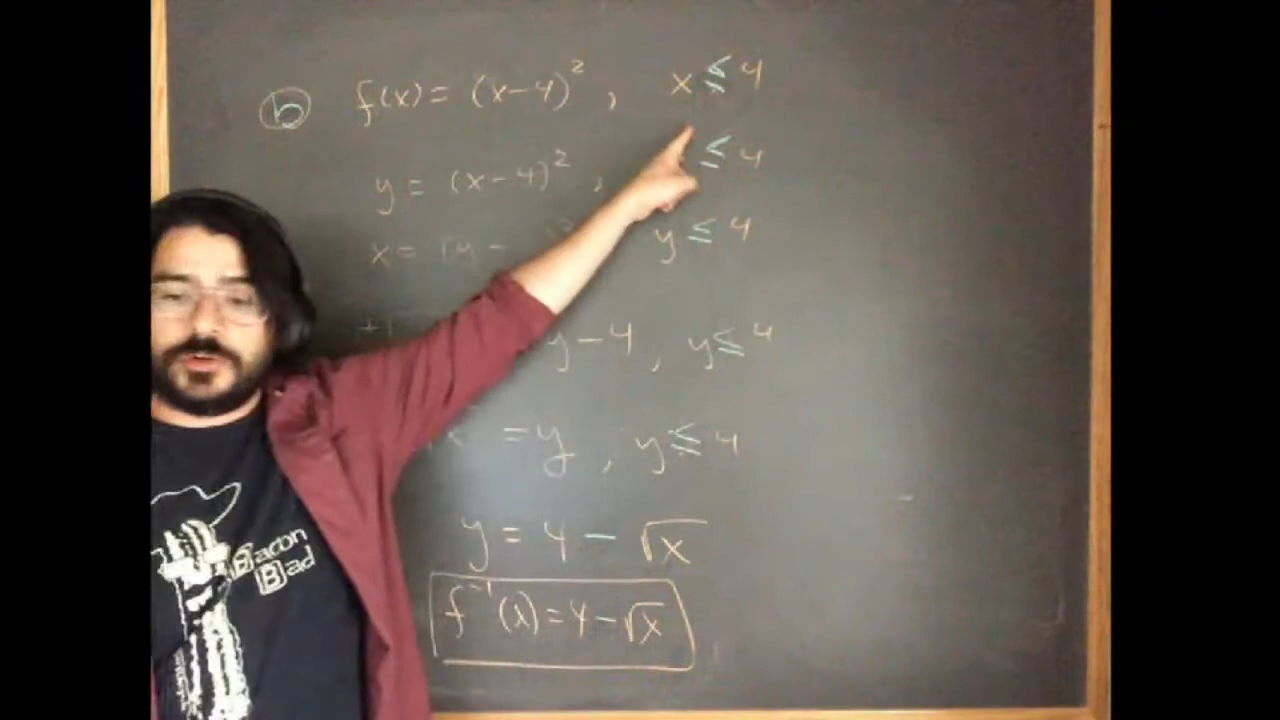 b f(x) = (x-4)², x ≤ 4
y = (x-4)², ≤ 4
x = y - y ≤ 4
y-4, y ≤ 4
= y, y ≤ 4
y = 4 - √x
f⁻¹(x) = 4 - √x
Bacon
Bad